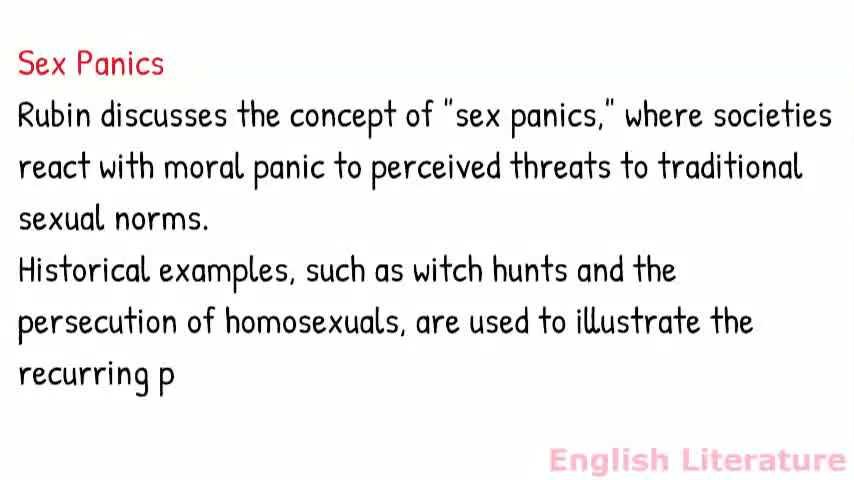 Sex Panics
Rubin discusses the concept of "sex panics," where societies
react with moral panic to perceived threats to traditional
sexual norms.
Historical examples, such as witch hunts and the
persecution of homosexuals, are used to illustrate the
recurring p
English Literature